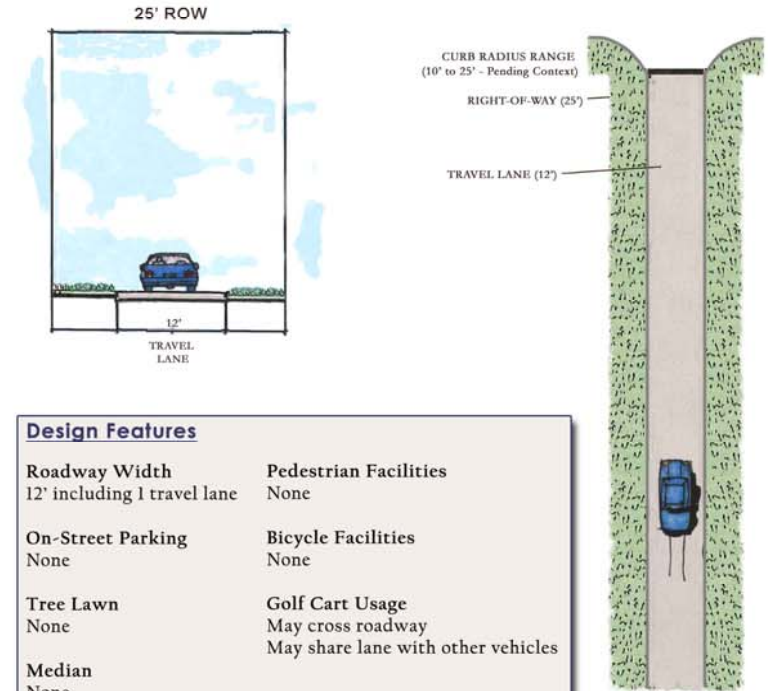 25' ROW
12'
TRAVEL
LANE
CURB RADIUS RANGE
(10' to 25' - Pending Context)
RIGHT-OF-WAY (25')
TRAVEL LANE (12')
Design Features
Roadway Width
12' including 1 travel lane
On-Street Parking
None
Tree Lawn
None
Median
None
Pedestrian Facilities
None
Bicycle Facilities
None
Golf Cart Usage
May cross roadway
May share lane with other vehicles